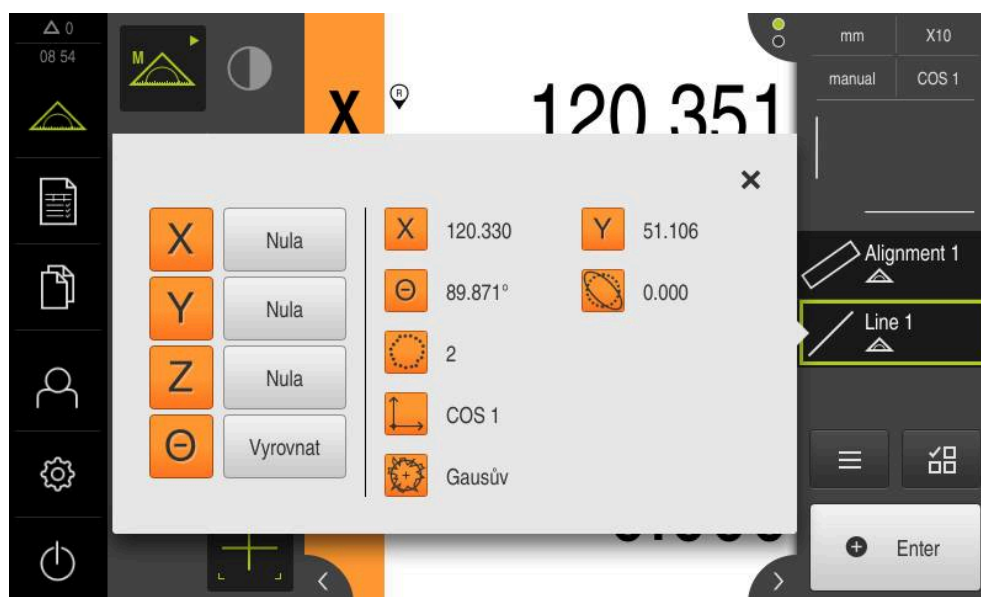 0
08 54
M
X
R
120.351
mm X10
manual COS 1
X Nula
Y Nula
Z Nula
Θ Vyrovnat
X 120.330 Y 51.106
Θ 89.871° 0.000
2
COS 1
Gausův
Alignment 1
Line 1
Enter